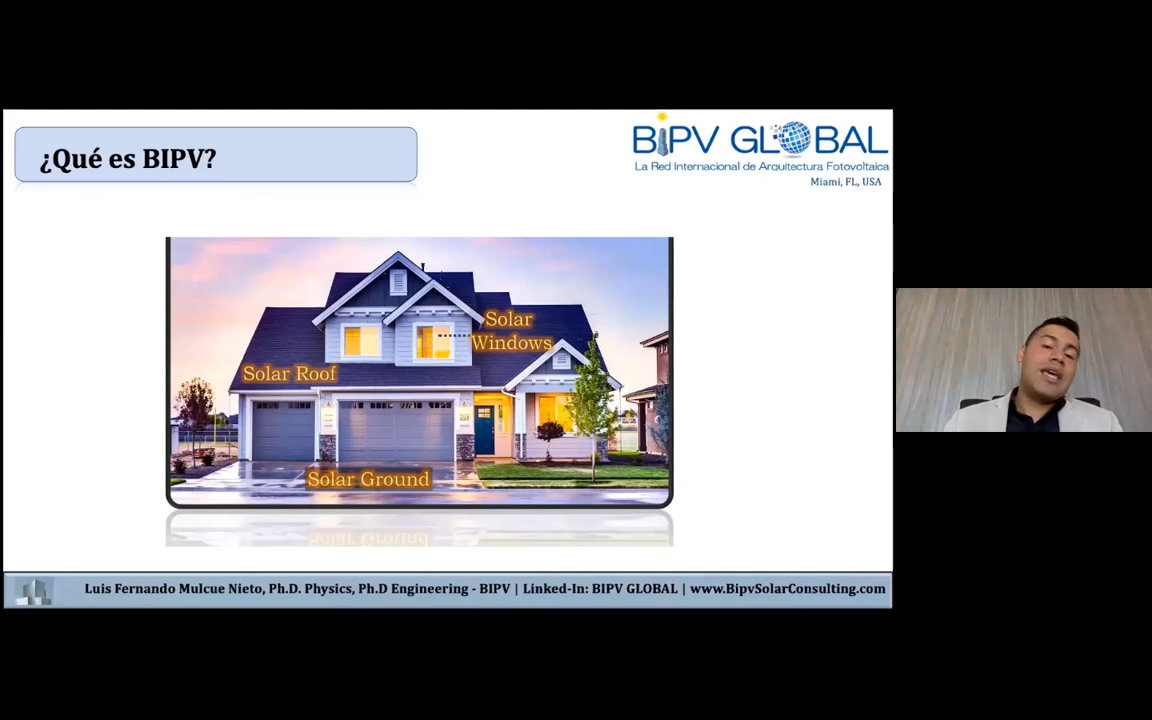 ¿Qué es BIPV?
BIPV GLOBAL
La Red Internacional de Arquitectura Fotovoltaica
Miami, FL, USA
Solar
Windows
Solar Roof
Solar Ground
Luis Fernando Mulcue Nieto, Ph.D. Physics, Ph.D Engineering - BIPV | Linked-In: BIPV GLOBAL | www.BipvSolarConsulting.com